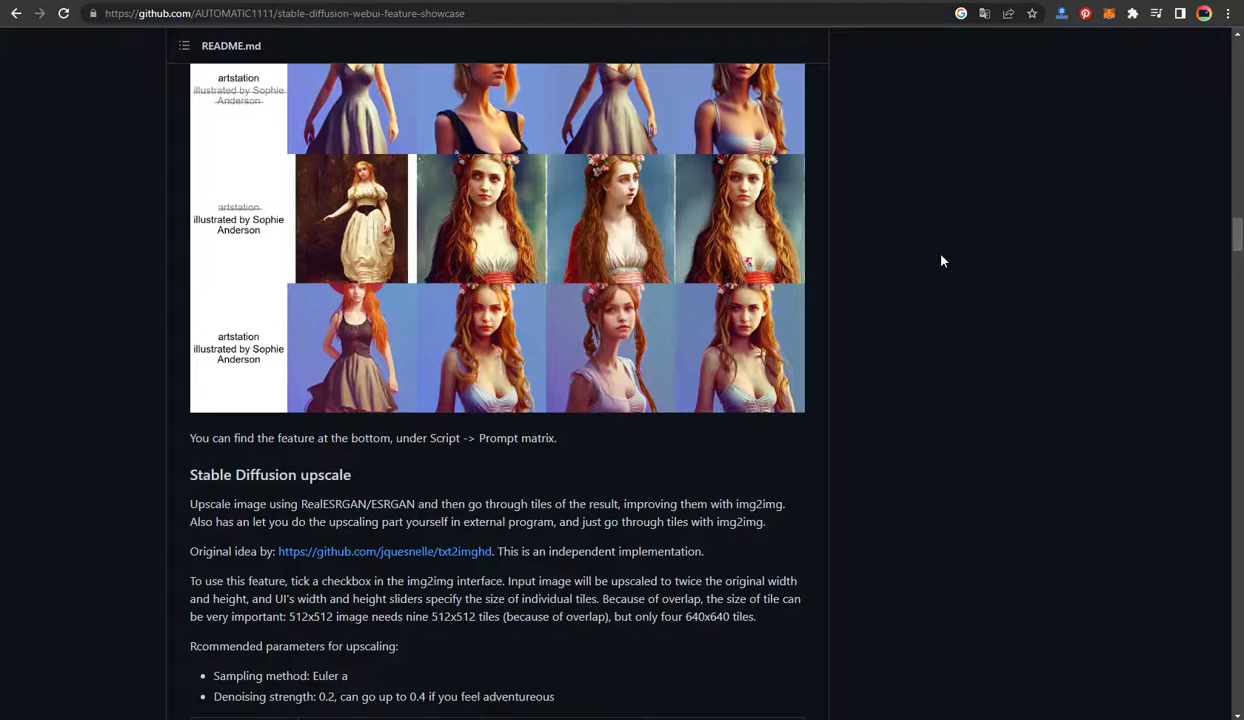 https://github.com/AUTOMATIC1111/stable-diffusion-webui-feature-showcase
README.md
artstation
illustrated by Sophie
Anderson
artstation
illustrated by Sophie
Anderson
artstation
illustrated by Sophie
Anderson
You can find the feature at the bottom, under Script -> Prompt matrix.
Stable Diffusion upscale
Upscale image using RealESRGAN/ESRGAN and then go through tiles of the result, improving them with img2img.
Also has an let you do the upscaling part yourself in external program, and just go through tiles with img2img.
Original idea by: https://github.com/jquesnelle/txt2imghd. This is an independent implementation.
To use this feature, tick a checkbox in the img2img interface. Input image will be upscaled to twice the original width
and height, and UI's width and height sliders specify the size of individual tiles. Because of overlap, the size of tile can
be very important: 512x512 image needs nine 512x512 tiles (because of overlap), but only four 640x640 tiles.
Rcommended parameters for upscaling:
• Sampling method: Euler a
• Denoising strength: 0.2, can go up to 0.4 if you feel adventureous